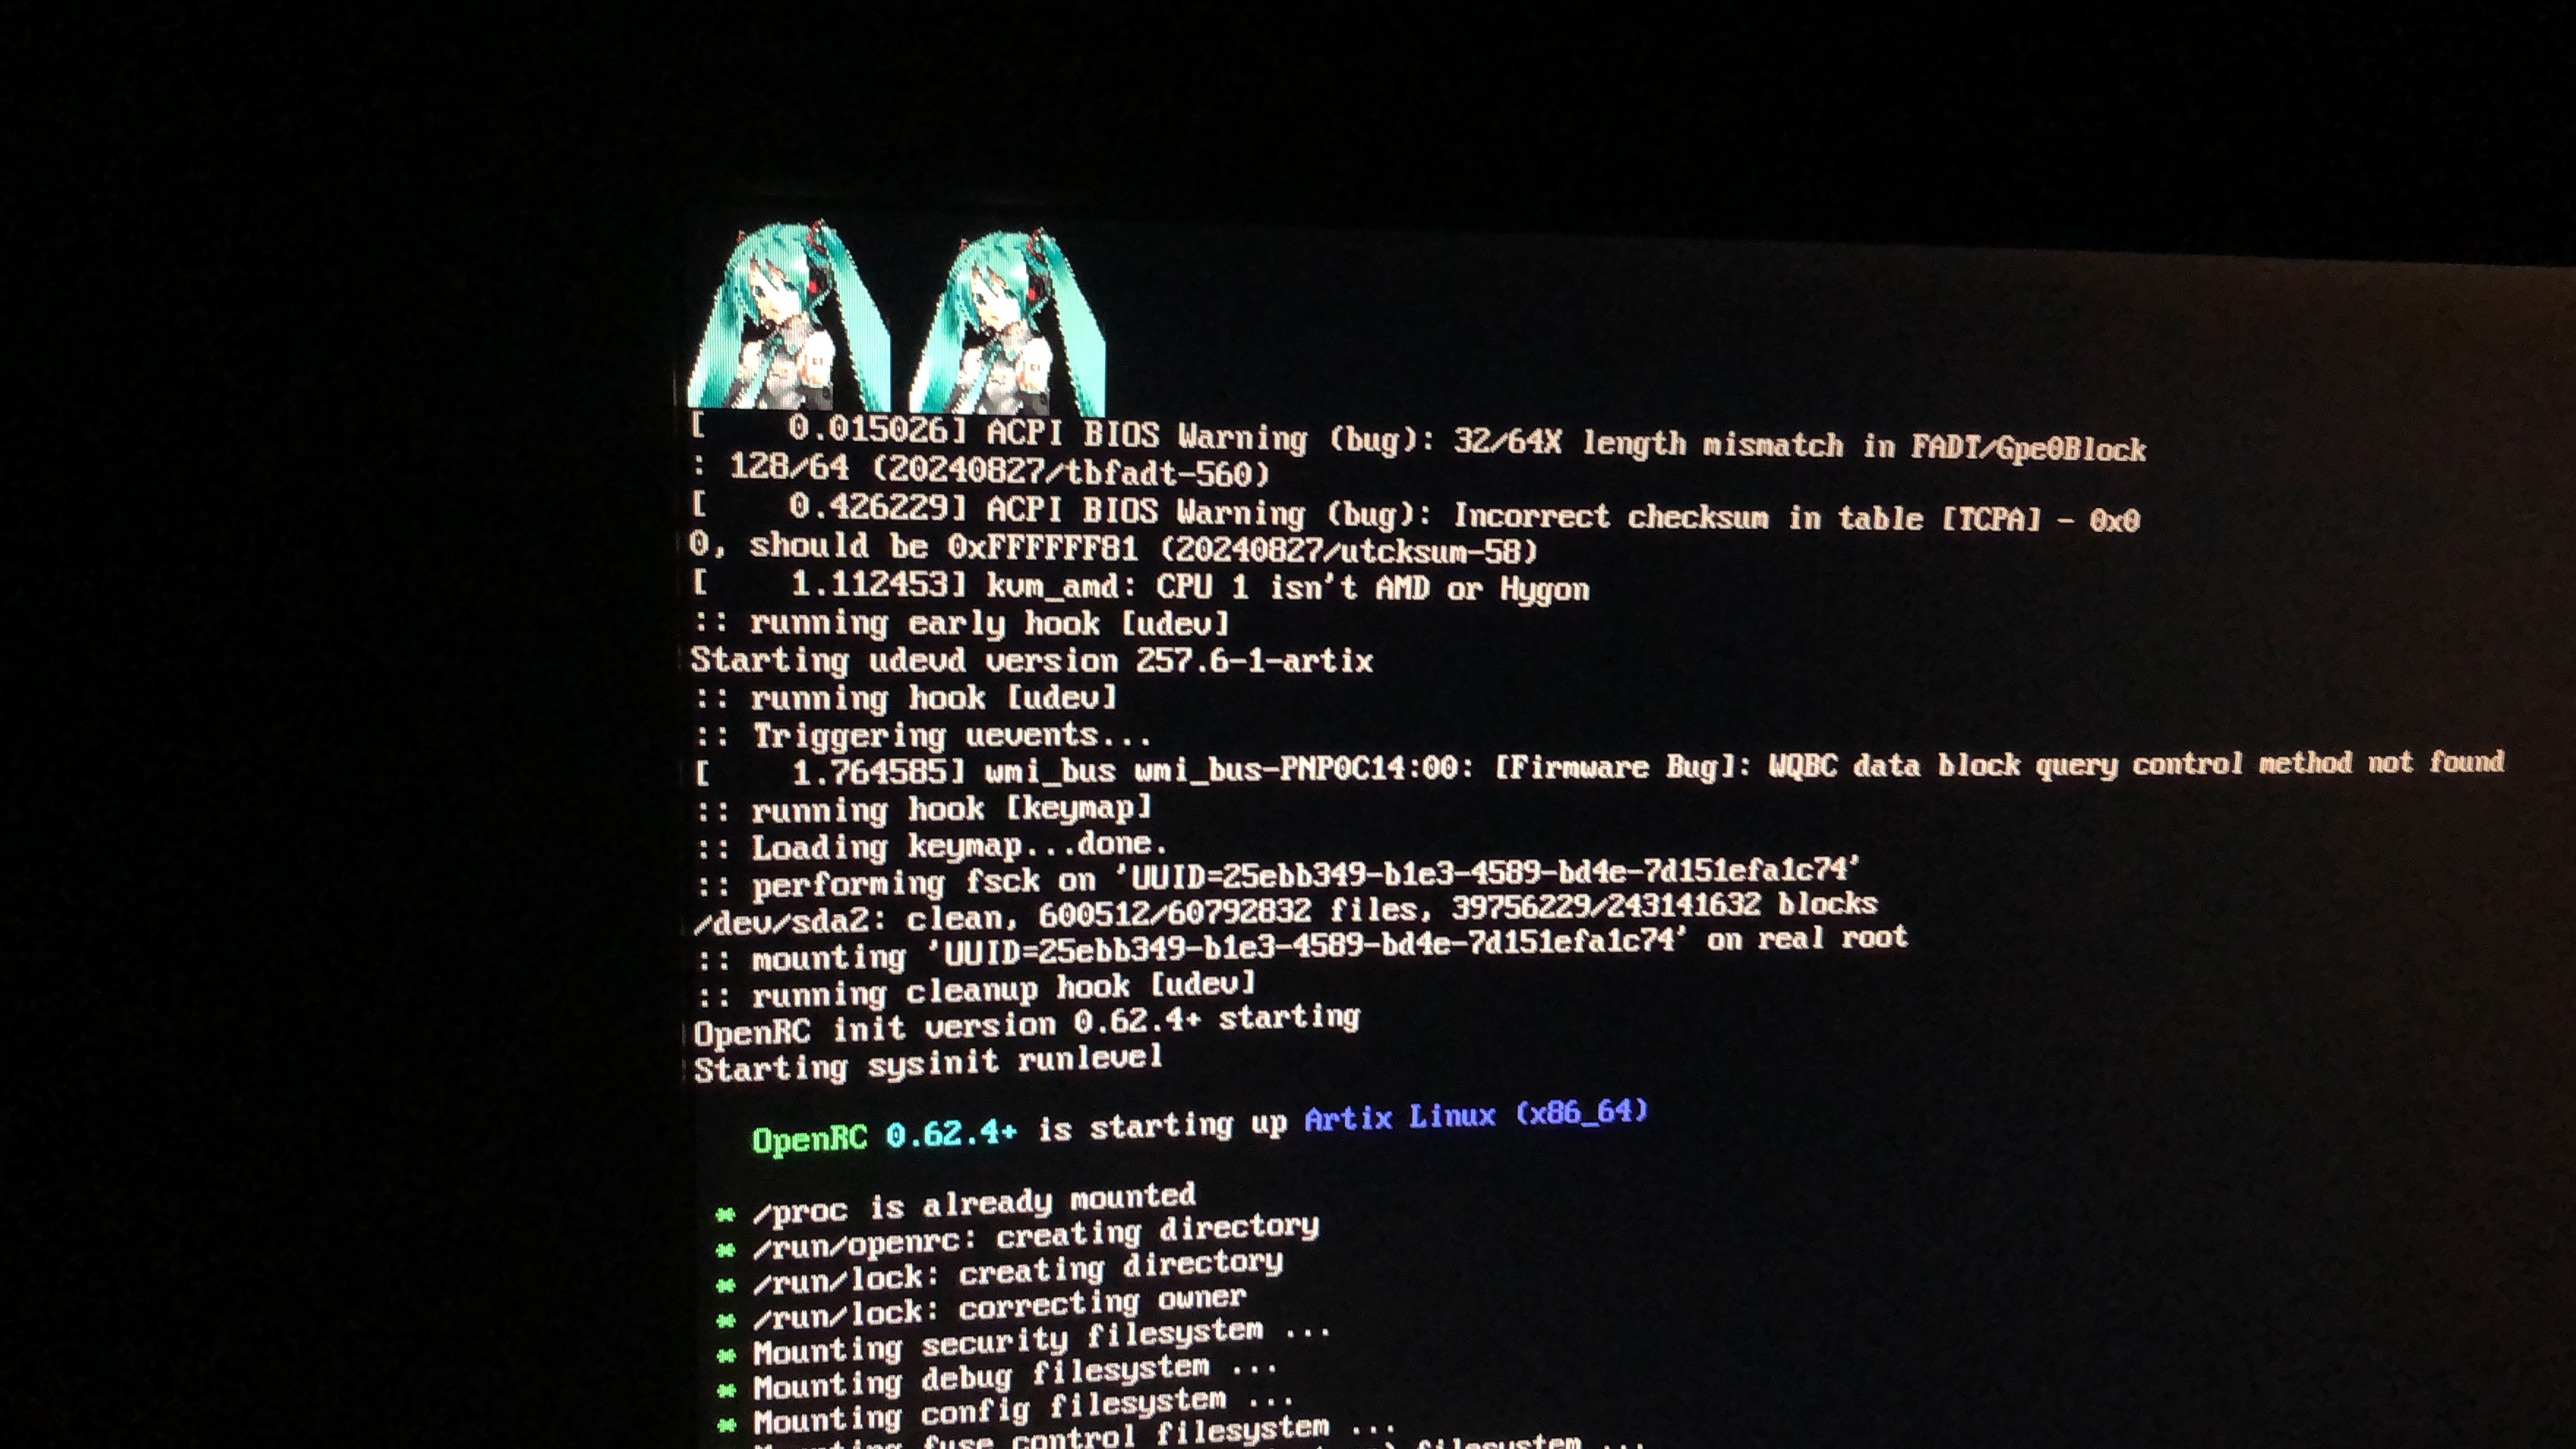 [    0.015026] ACPI BIOS Warning (bug): 32/64X length mismatch in FADT/Gpe0Block
: 128/64 (20240827/tbfadt-560)
[    0.426229] ACPI BIOS Warning (bug): Incorrect checksum in table [TCPA] - 0x0
0, should be 0xFFFFFF81 (20240827/utcksum-58)
[    1.112453] kvm_amd: CPU 1 isn't AMD or Hygon
:: running early hook [udev]
Starting udevd version 257.6-1-artix
:: running hook [udev]
:: Triggering uevents...
[    1.764585] wmi_bus wmi_bus-PNP0C14:00: [Firmware Bug]: WQBC data block query control method not found
:: running hook [keymap]
:: Loading keymap...done.
:: performing fsck on 'UUID=25ebb349-b1e3-4589-bd4e-7d151efa1c74'
/dev/sda2: clean, 600512/60792832 files, 39756229/243141632 blocks
:: mounting 'UUID=25ebb349-b1e3-4589-bd4e-7d151efa1c74' on real root
:: running cleanup hook [udev]
OpenRC init version 0.62.4+ starting
Starting sysinit runlevel
OpenRC 0.62.4+ is starting up Artix Linux (x86_64)
* /proc is already mounted
* /run/openrc: creating directory
* /run/lock: creating directory
* /run/lock: correcting owner
* Mounting security filesystem ...
* Mounting debug filesystem ...
* Mounting config filesystem ...
fuse control filesystem ...
filesystem ...